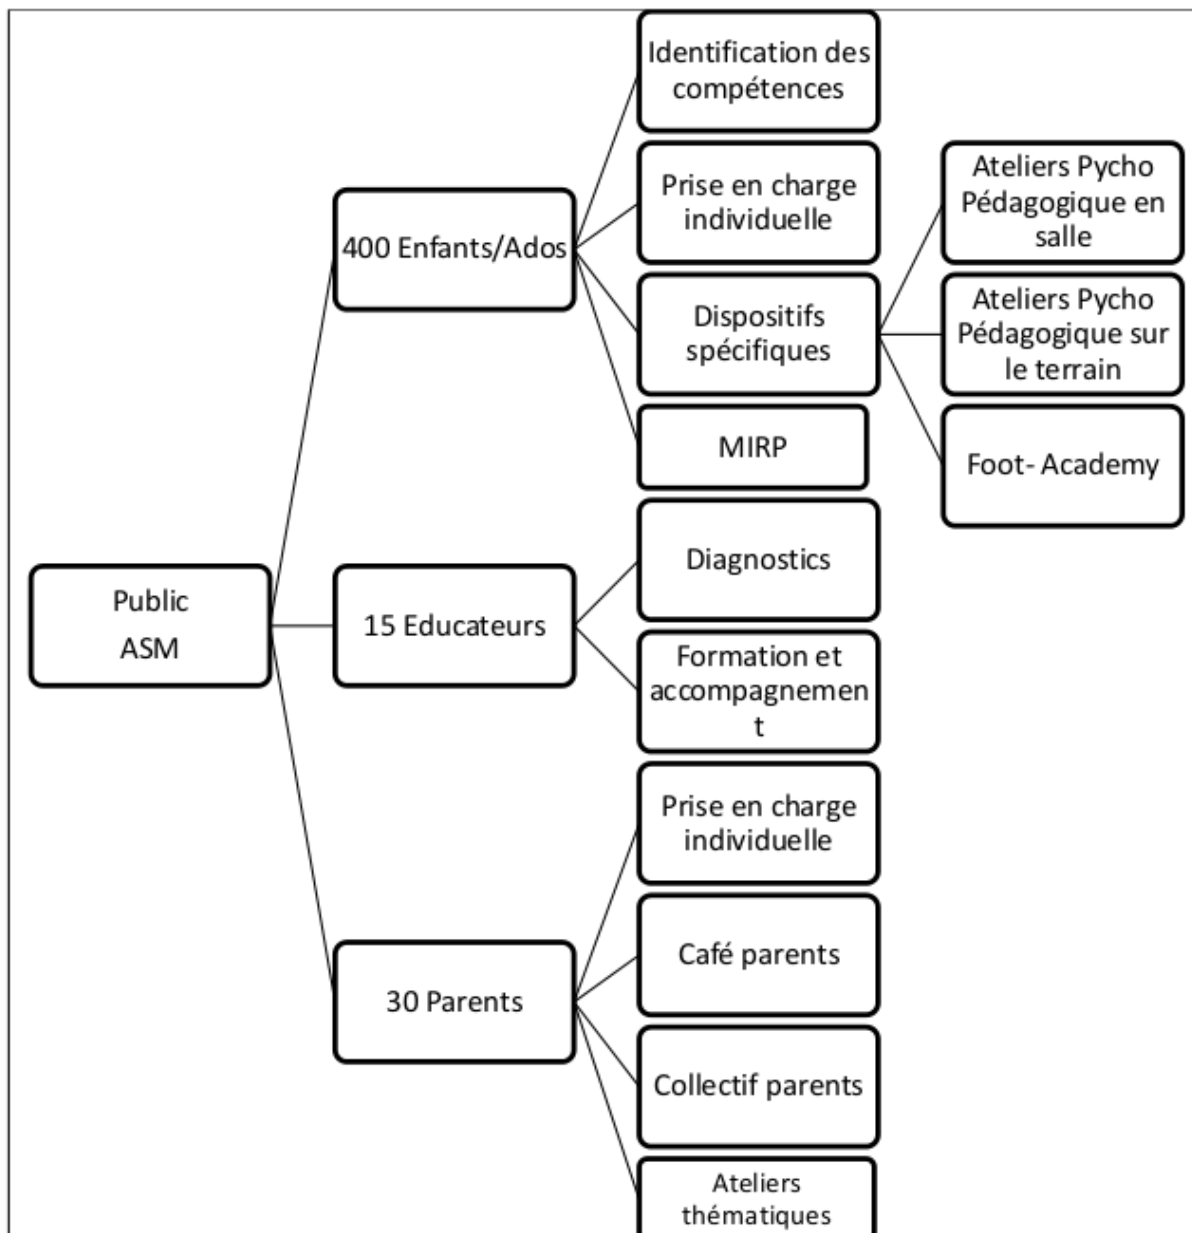 Public
ASM
400 Enfants/Ados
Identification des
compétences
Prise en charge
individuelle
Dispositifs
spécifiques
Ateliers Pycho
Pédagogique en
salle
Ateliers Pycho
Pédagogique sur
le terrain
Foot- Academy
MIRP
15 Educateurs
Diagnostics
Formation et
accompagnemen
t
30 Parents
Prise en charge
individuelle
Café parents
Collectif parents
Ateliers
thématiques